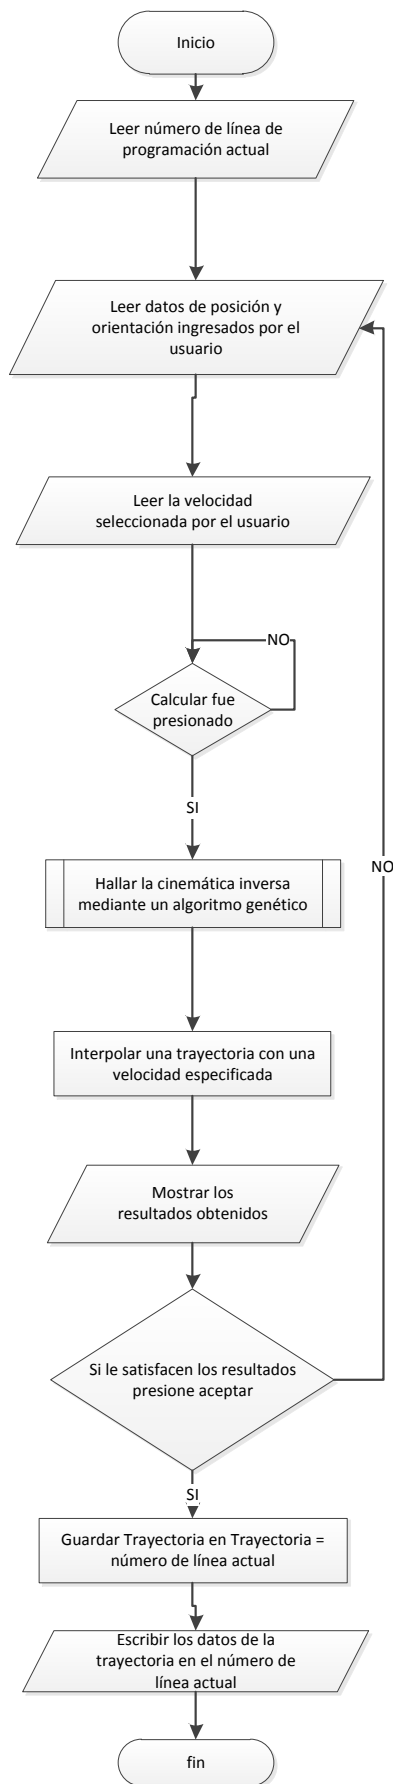 Inicio
Leer número de línea de
programación actual
Leer datos de posición y
orientación ingresados por el
usuario
Leer la velocidad
seleccionada por el usuario
NO
Calcular fue
presionado
SI
Hallar la cinemática inversa
mediante un algoritmo genético
NO
Interpolar una trayectoria con una
velocidad especificada
Mostrar los
resultados obtenidos
Si le satisfacen los resultados
presione aceptar
SI
Guardar Trayectoria en Trayectoria =
número de línea actual
Escribir los datos de la
trayectoria en el número de
línea actual
fin